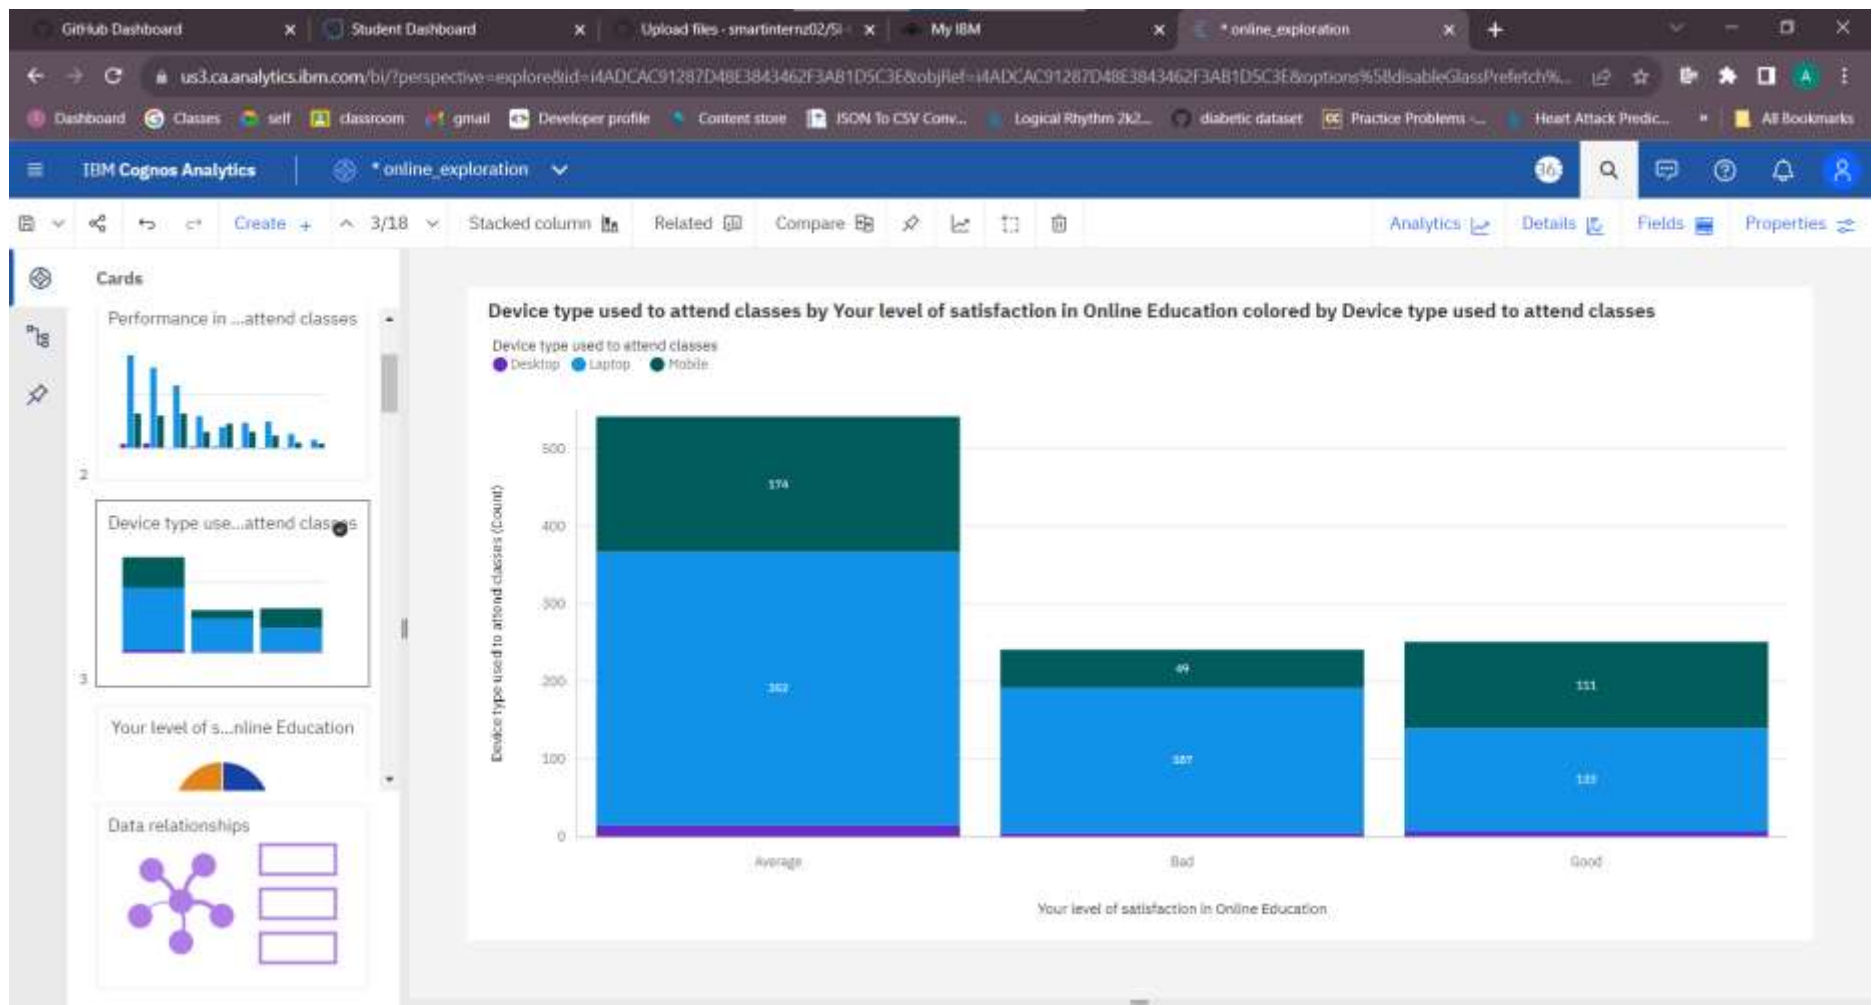 GitHub Dashboard
Student Dashboard
Upload files - smartinternz02/SI-
My IBM
* online_exploration
us3.ca.analytics.ibm.com/bi/?perspective=explore&id=i4ADCAC91287D48E3843462F3AB1D5C3E&objRef=i4ADCAC91287D48E3843462F3AB1D5C3E&options%5BdisableGlassPrefetch%...
A
Dashboard
Classes
self
classroom
gmail
Developer profile
Content store
JSON To CSV Conv...
Logical Rhythm 2k2...
diabetic dataset
Practice Problems -...
Heart Attack Predic...
All Bookmarks
IBM Cognos Analytics
* online_exploration
Create +
3/18
Stacked column
Related
Compare
Analytics
Details
Fields
Properties
Cards
Performance in ...attend classes
2
Device type use...attend classes
3
Your level of s...nline Education
Data relationships
Device type used to attend classes by Your level of satisfaction in Online Education colored by Device type used to attend classes
Device type used to attend classes
Desktop
Laptop
Mobile
Device type used to attend classes (Count)
500
400
300
200
100
0
174
49
187
111
Average
Bad
Good
Your level of satisfaction in Online Education